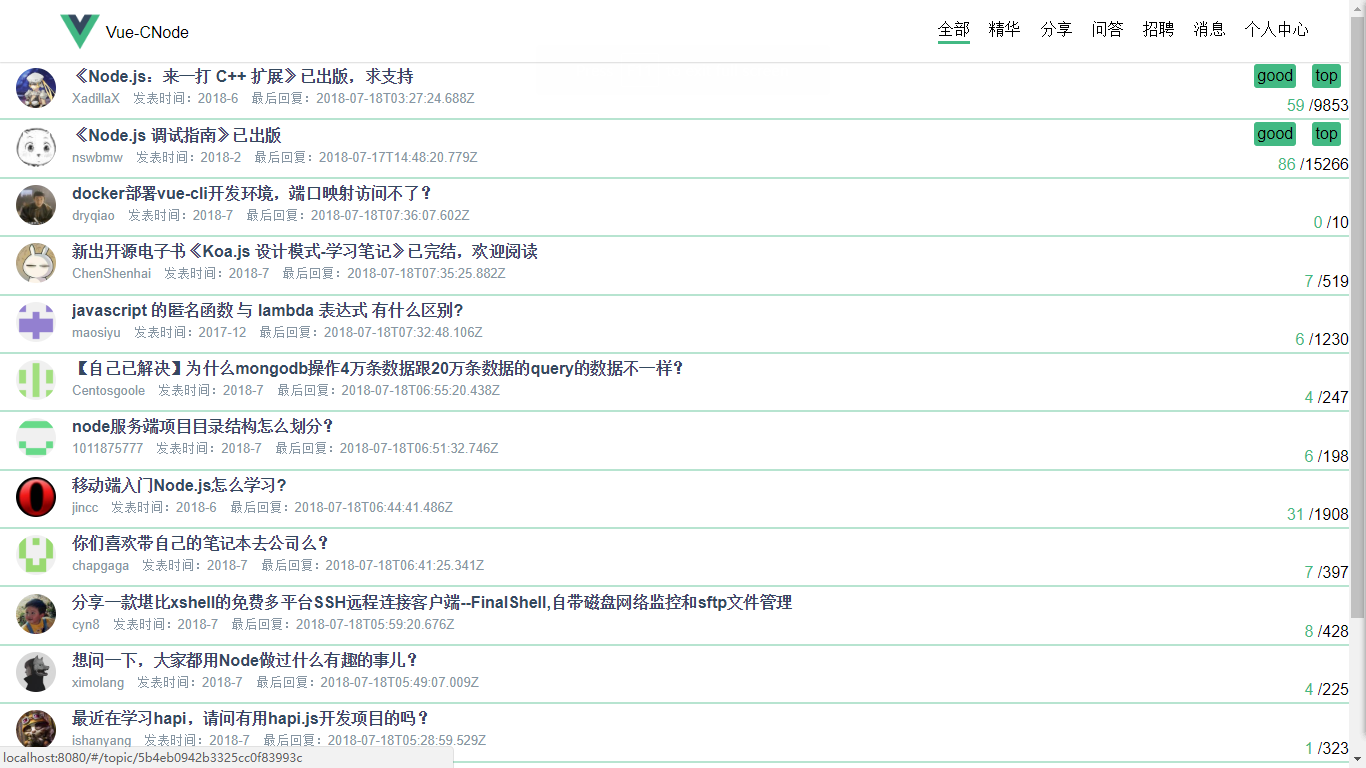 Vue-CNode 全部 精华 分享 问答 招聘 消息 个人中心
《Node.js：来一打 C++ 扩展》已出版，求支持 good top
XadillaX 发表时间：2018-6 最后回复：2018-07-18T03:27:24.688Z 59 /9853
《Node.js 调试指南》已出版 good top
nswbmw 发表时间：2018-2 最后回复：2018-07-17T14:48:20.779Z 86 /15266
docker部署vue-cli开发环境，端口映射访问不了？
dryqiao 发表时间：2018-7 最后回复：2018-07-18T07:36:07.602Z 0 /10
新出开源电子书《Koa.js 设计模式-学习笔记》已完结，欢迎阅读
ChenShenhai 发表时间：2018-7 最后回复：2018-07-18T07:35:25.882Z 7 /519
javascript 的匿名函数 与 lambda 表达式 有什么区别?
maosiyu 发表时间：2017-12 最后回复：2018-07-18T07:32:48.106Z 6 /1230
【自己已解决】为什么mongodb操作4万条数据跟20万条数据的query的数据不一样？
Centosgoole 发表时间：2018-7 最后回复：2018-07-18T06:55:20.438Z 4 /247
node服务端项目目录结构怎么划分？
1011875777 发表时间：2018-7 最后回复：2018-07-18T06:51:32.746Z 6 /198
移动端入门Node.js怎么学习?
jincc 发表时间：2018-6 最后回复：2018-07-18T06:44:41.486Z 31 /1908
你们喜欢带自己的笔记本去公司么？
chapgaga 发表时间：2018-7 最后回复：2018-07-18T06:41:25.341Z 7 /397
分享一款堪比xshell的免费多平台SSH远程连接客户端--FinalShell,自带磁盘网络监控和sftp文件管理
cyn8 发表时间：2018-7 最后回复：2018-07-18T05:59:20.676Z 8 /428
想问一下，大家都用Node做过什么有趣的事儿？
ximolang 发表时间：2018-7 最后回复：2018-07-18T05:49:07.009Z 4 /225
最近在学习hapi，请问有用hapi.js开发项目的吗？
ishanyang 发表时间：2018-7 最后回复：2018-07-18T05:28:59.529Z 1 /323
localhost:8080/#/topic/5b4eb0942b3325cc0f83993c